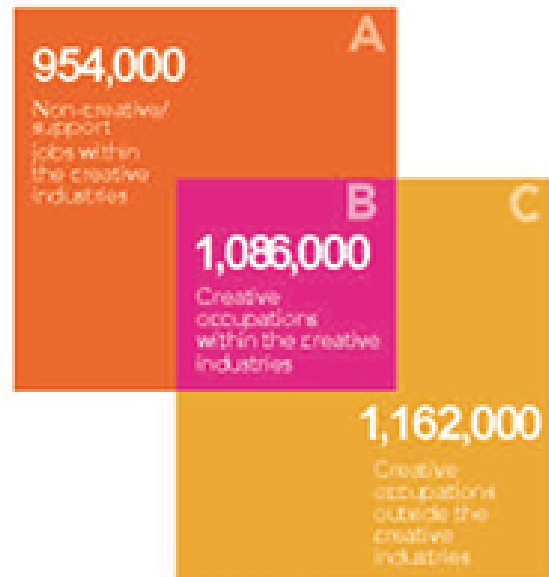 A
954,000
Non-creative/
support
jobs within
the creative
industries
B
C
1,086,000
Creative
occupations
within the creative
industries
1,162,000
Creative
occupations
outside the
creative
industries